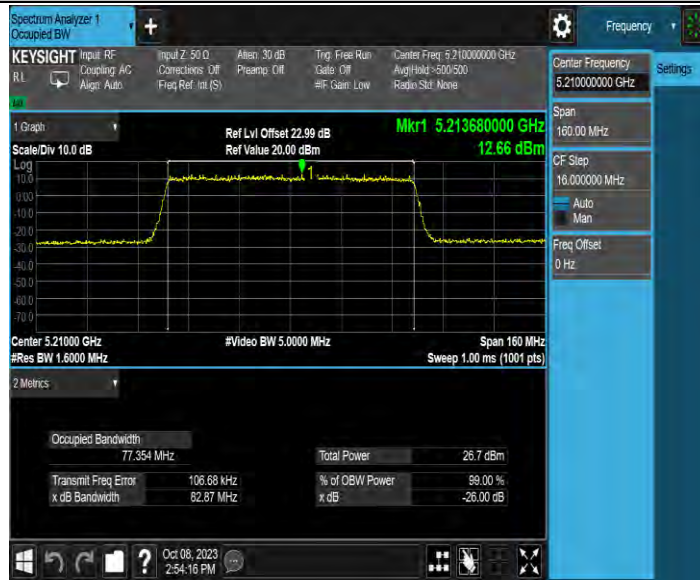 Spectrum Analyzer 1
Occupied BW
Frequency
KEYSIGHT
Input: RF
Coupling: AC
Align: Auto
Input Z: 50 Ω
Corrections: Off
Freq Ref: Int (S)
Atten: 30 dB
Preamp: Off
Trig: Free Run
Gate: Off
#IF Gain: Low
Center Freq: 5.210000000 GHz
Avg|Hold:>500/500
Radio Std: None
RL
Center Frequency
5.210000000 GHz
Settings
Span
160.00 MHz
CF Step
16.000000 MHz
Auto
Man
Freq Offset
0 Hz
1 Graph
Scale/Div 10.0 dB
Ref Lvl Offset 22.99 dB
Ref Value 20.00 dBm
Mkr1 5.213680000 GHz
12.66 dBm
Log
10.0
0.00
-10.0
-20.0
-30.0
-40.0
-50.0
-60.0
-70.0
1
Center 5.21000 GHz
#Res BW 1.6000 MHz
#Video BW 5.0000 MHz
Span 160 MHz
Sweep 1.00 ms (1001 pts)
2 Metrics
Occupied Bandwidth
77.354 MHz
Total Power 26.7 dBm
Transmit Freq Error 106.68 kHz
% of OBW Power 99.00 %
x dB Bandwidth 82.87 MHz
x dB -26.00 dB
?
Oct 08, 2023
2:54:16 PM